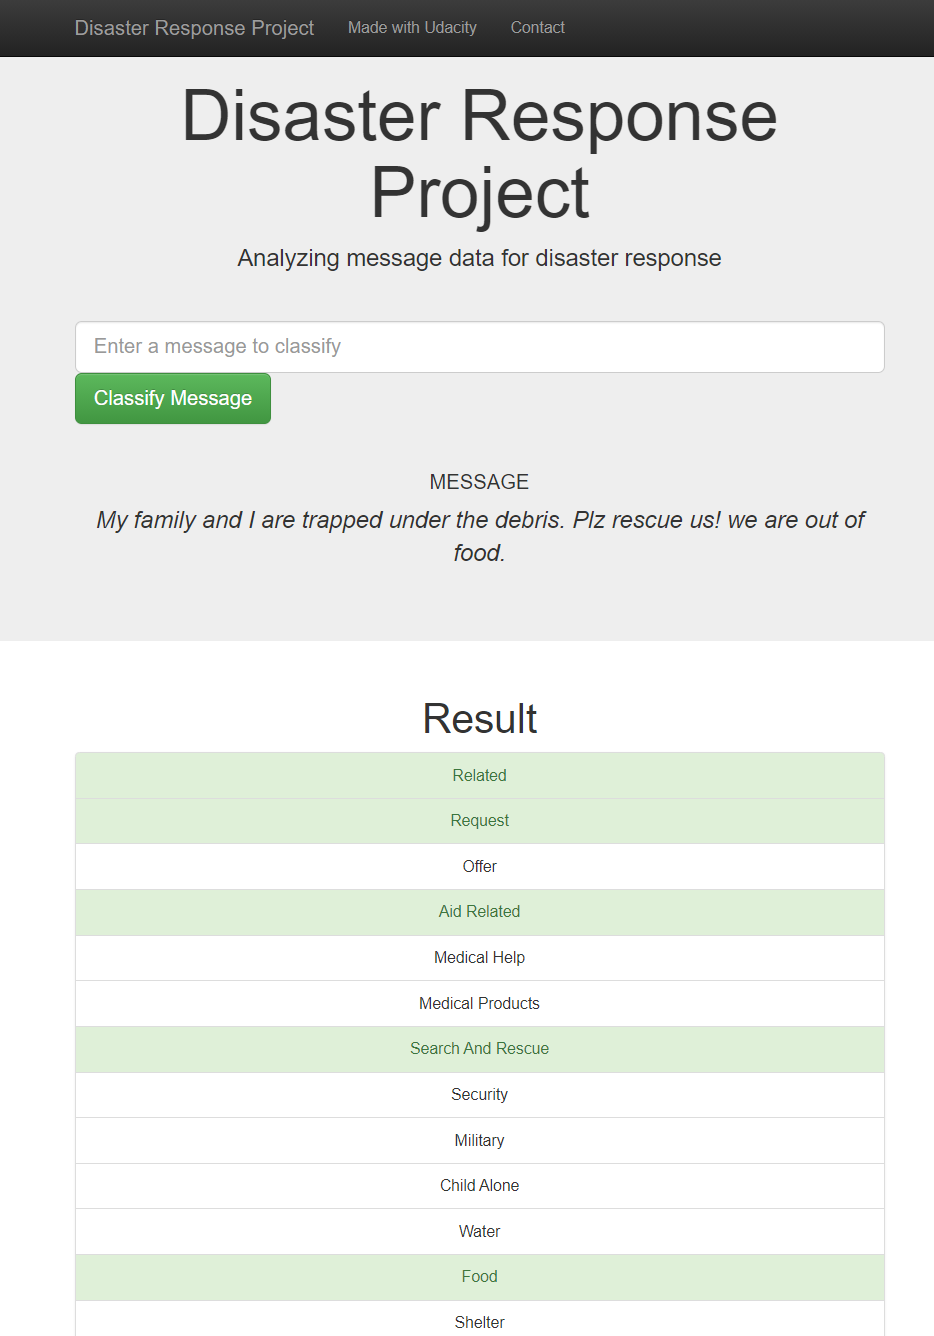 Disaster Response Project Made with Udacity Contact
Disaster Response
Project
Analyzing message data for disaster response
Enter a message to classify
Classify Message
MESSAGE
My family and I are trapped under the debris. Plz rescue us! we are out of
food.
Result
Related
Request
Offer
Aid Related
Medical Help
Medical Products
Search And Rescue
Security
Military
Child Alone
Water
Food
Shelter